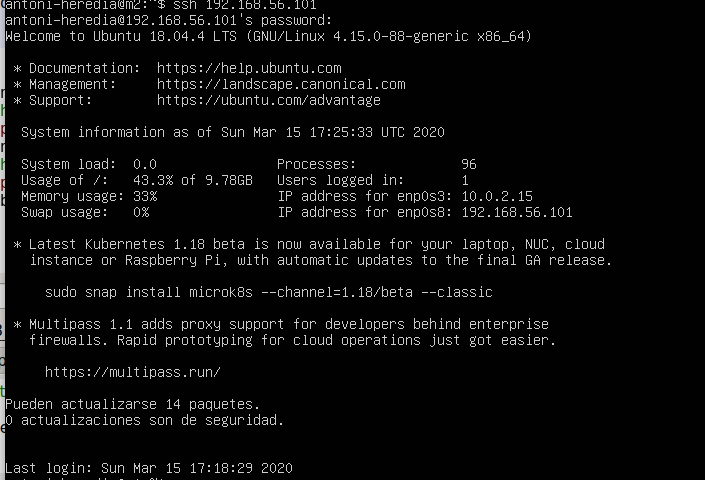 antoni-heredia@m2:~$ ssh 192.168.56.101
antoni-heredia@192.168.56.101's password:
Welcome to Ubuntu 18.04.4 LTS (GNU/Linux 4.15.0-88-generic x86_64)
* Documentation:  https://help.ubuntu.com
* Management:     https://landscape.canonical.com
* Support:        https://ubuntu.com/advantage
System information as of Sun Mar 15 17:25:33 UTC 2020
System load:  0.0               Processes:             96
Usage of /:   43.3% of 9.78GB   Users logged in:       1
Memory usage: 33%               IP address for enp0s3: 10.0.2.15
Swap usage:   0%                IP address for enp0s8: 192.168.56.101
* Latest Kubernetes 1.18 beta is now available for your laptop, NUC, cloud
instance or Raspberry Pi, with automatic updates to the final GA release.
sudo snap install microk8s --channel=1.18/beta --classic
* Multipass 1.1 adds proxy support for developers behind enterprise
firewalls. Rapid prototyping for cloud operations just got easier.
https://multipass.run/
Pueden actualizarse 14 paquetes.
0 actualizaciones son de seguridad.
Last login: Sun Mar 15 17:18:29 2020